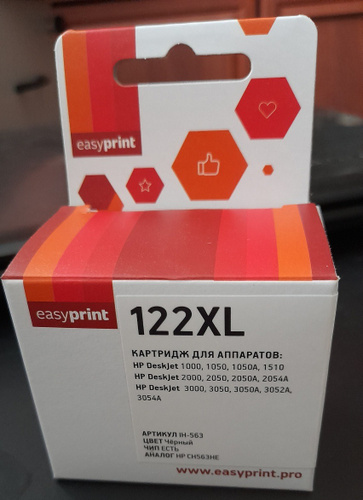 easyprint
easyprint
122XL
КАРТРИДЖ ДЛЯ АППАРАТОВ:
HP DeskJet 1000, 1050, 1050A, 1510
HP DeskJet 2000, 2050, 2050A, 2054A
HP DeskJet 3000, 3050, 3050A, 3052A,
3054A
АРТИКУЛ IH-563
ЦВЕТ Чёрный
ЧИП ЕСТЬ
АНАЛОГ HP CH563HE
www.easyprint.pro